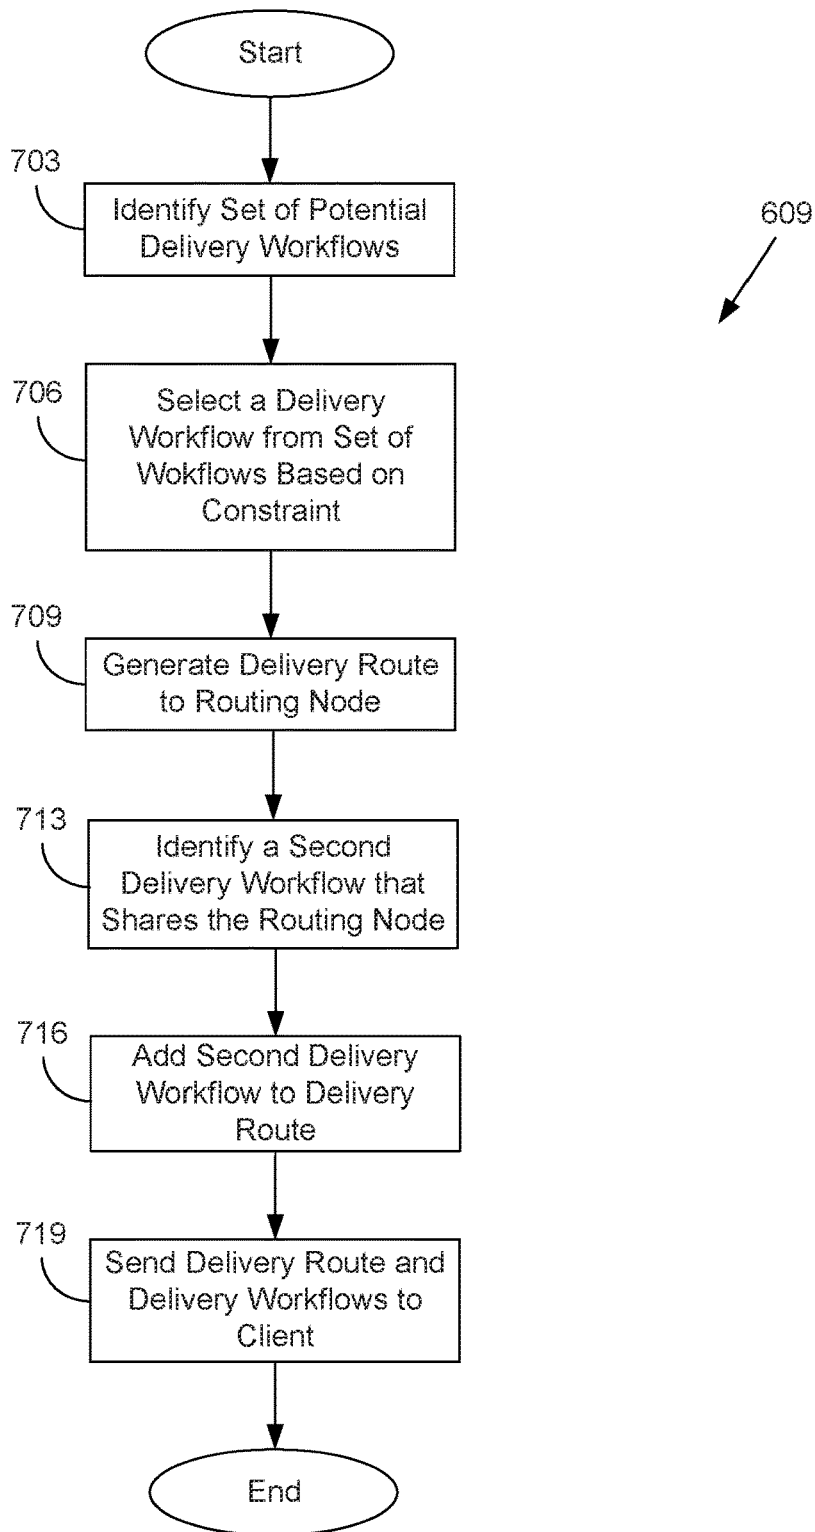 Start
703
Identify Set of Potential
Delivery Workflows
609
706
Select a Delivery
Workflow from Set of
Wokflows Based on
Constraint
709
Generate Delivery Route
to Routing Node
713
Identify a Second
Delivery Workflow that
Shares the Routing Node
716
Add Second Delivery
Workflow to Delivery
Route
719
Send Delivery Route and
Delivery Workflows to
Client
End